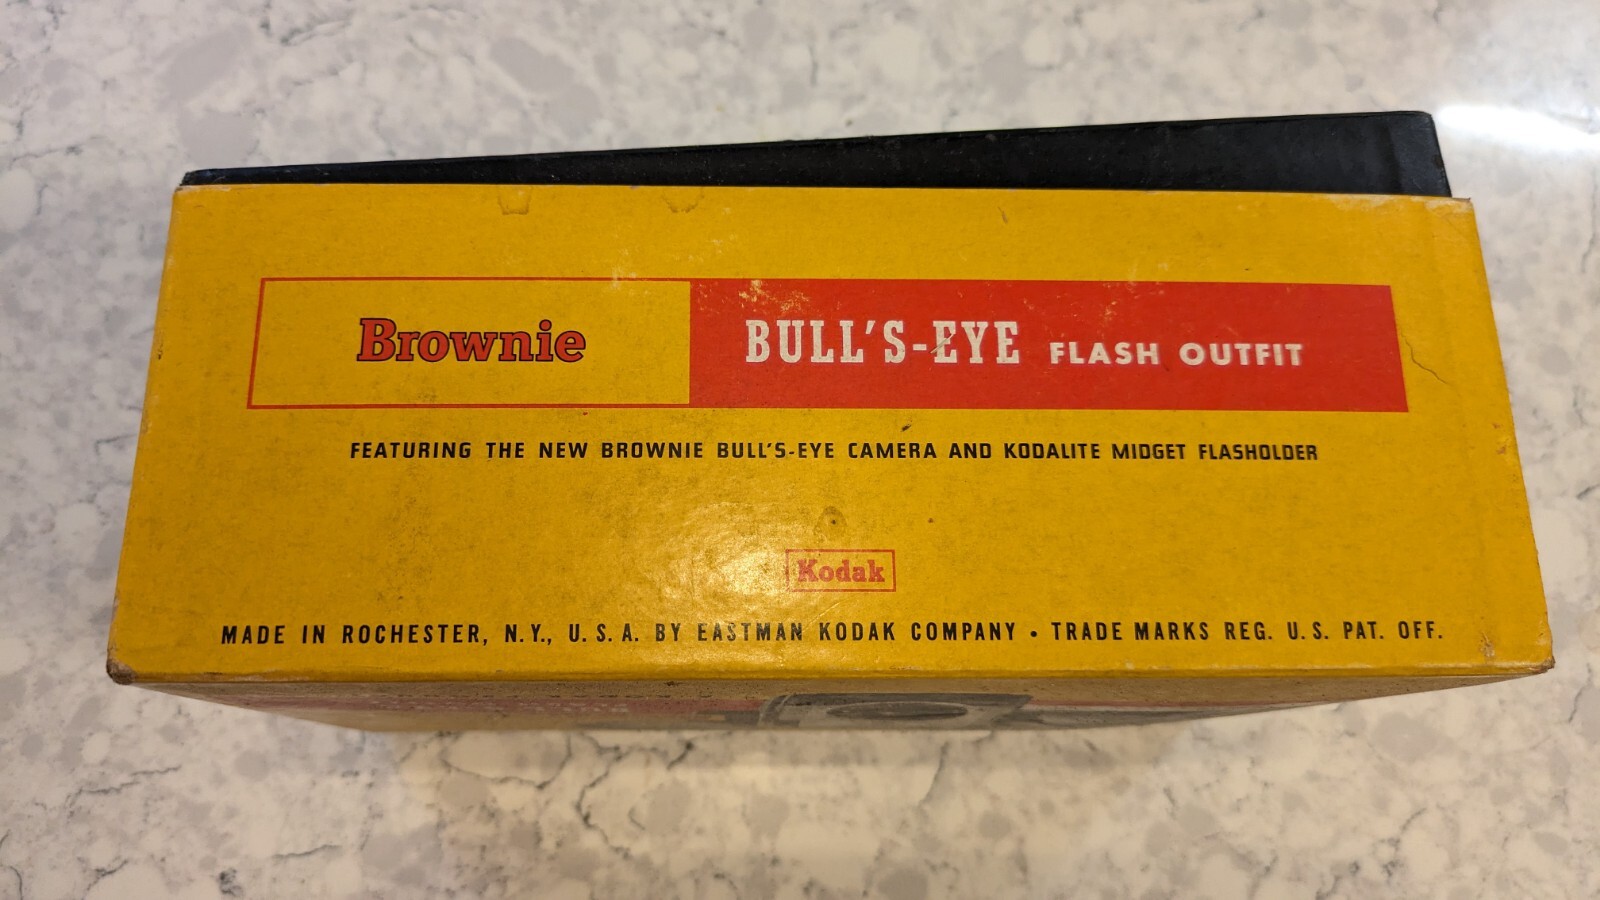 Brownie BULL'S-EYE FLASH OUTFIT
FEATURING THE NEW BROWNIE BULL'S-EYE CAMERA AND KODALITE MIDGET FLASHOLDER
Kodak
MADE IN ROCHESTER, N.Y., U.S.A. BY EASTMAN KODAK COMPANY • TRADE MARKS REG. U.S. PAT. OFF.